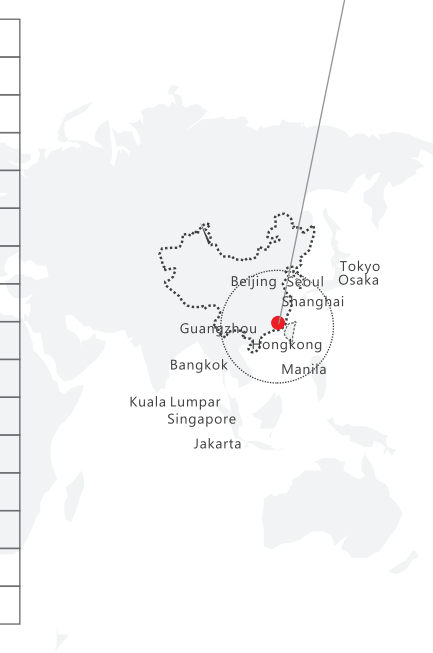 Tokyo
Osaka
Beijing
Seoul
Shanghai
Guangzhou
Hongkong
Bangkok
Manila
Kuala Lumpar
Singapore
Jakarta